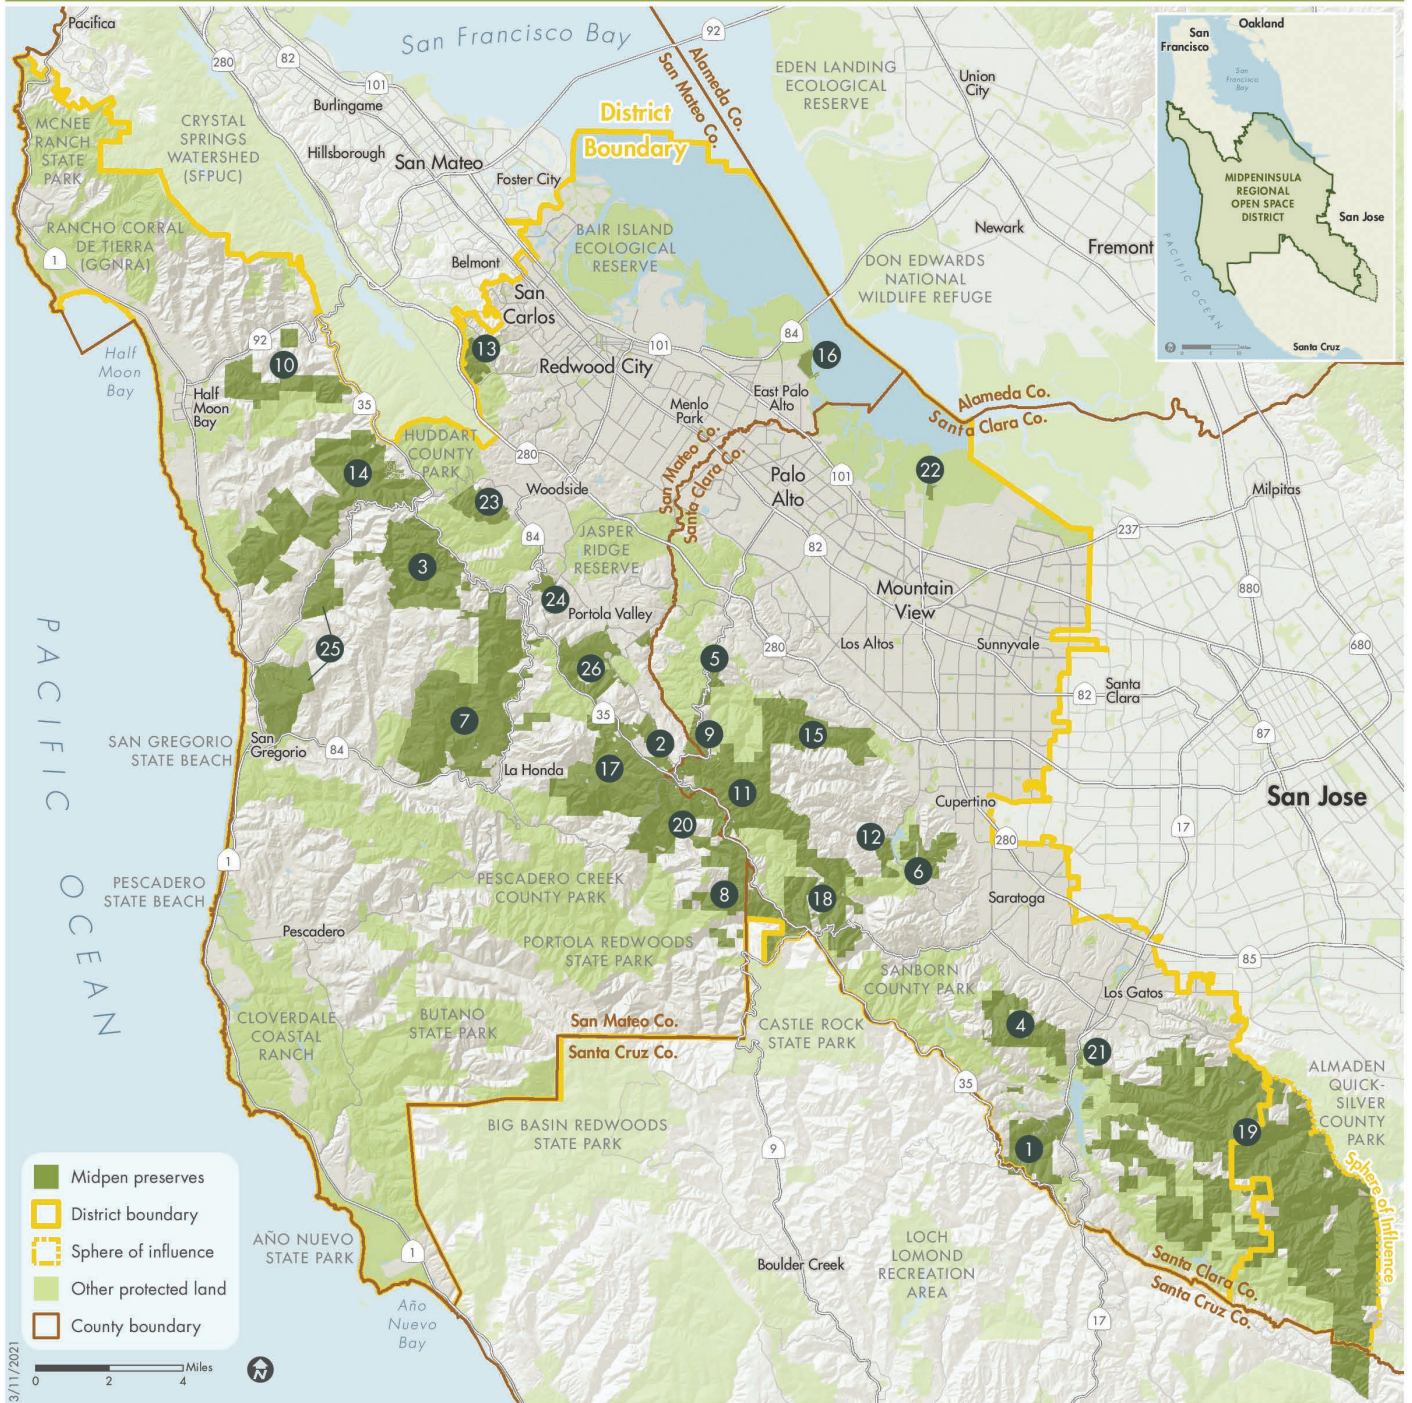 Pacifica
San Francisco Bay
92
280
82
101
Alameda Co.
San Mateo Co.
EDEN LANDING
ECOLOGICAL
RESERVE
Union
City
Oakland
San
Francisco
San
Francisco
Bay
MIDPENINSULA
REGIONAL
OPEN SPACE
DISTRICT
San Jose
PACIFIC OCEAN
Santa Cruz
District
Boundary
Burlingame
MCNEE
RANCH
STATE
PARK
CRYSTAL
SPRINGS
WATERSHED
(SFPUC)
Hillsborough
San Mateo
Foster City
RANCHO CORRAL
DE TIERRA
(GGNRA)
1
BAIR ISLAND
ECOLOGICAL
RESERVE
Newark
Fremont
Belmont
DON EDWARDS
NATIONAL
WILDLIFE REFUGE
San
Carlos
92
13
101
84
16
Half
Moon
Bay
10
Redwood City
East Palo
Alto
Menlo
Park
Half
Moon
Bay
35
Alameda Co.
Santa Clara Co.
HUDDART
COUNTY
PARK
280
San Mateo Co.
Santa Clara Co.
14
22
Palo
Alto
101
Woodside
Milpitas
23
84
JASPER
RIDGE
RESERVE
237
82
3
880
Mountain
View
24
Portola Valley
25
26
5
280
Los Altos
Sunnyvale
680
Santa
Clara
82
35
7
2
9
15
87
PACIFIC
OCEAN
SAN GREGORIO
STATE BEACH
San
Gregorio
84
La Honda
17
11
San Jose
Cupertino
20
12
17
280
1
6
PESCADERO
STATE BEACH
PESCADERO CREEK
COUNTY PARK
8
18
Saratoga
Pescadero
PORTOLA REDWOODS
STATE PARK
85
SANBORN
COUNTY PARK
Los Gatos
CLOVERDALE
COASTAL
RANCH
BUTANO
STATE PARK
San Mateo Co.
Santa Cruz Co.
CASTLE ROCK
STATE PARK
4
21
35
ALMADEN
QUICK-
SILVER
COUNTY
PARK
BIG BASIN REDWOODS
STATE PARK
9
1
19
Sphere of Influence
Midpen preserves
District boundary
Sphere of influence
Other protected land
County boundary
AÑO NUEVO
STATE PARK
1
LOCH
LOMOND
RECREATION
AREA
Boulder Creek
Santa Clara Co.
Santa Cruz Co.
Año
Nuevo
Bay
17
3/11/2021
0 2 4 Miles
N